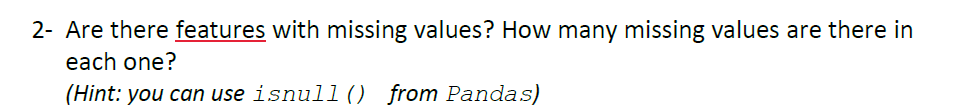 2- Are there features with missing values? How many missing values are there in
each one?
(Hint: you can use isnull() from Pandas)